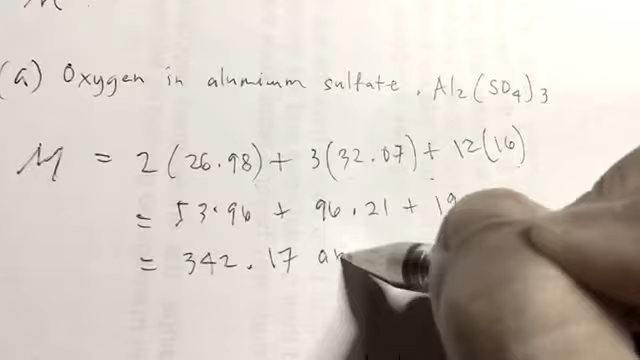 (a) Oxygen in aluminium sulfate, Al₂(SO₄)₃
M = 2(26.98) + 3(32.07) + 12(16)
= 53.96 + 96.21 + 19
= 342.17